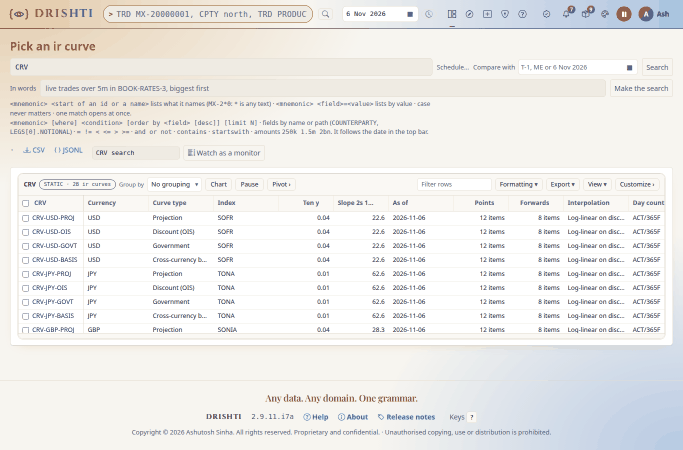 DRISHTI
> TRD MX-20000001, CPTY north, TRD PRODUC
6 Nov 2026
7
9
A Ash
Pick an ir curve
CRV
Schedule... Compare with T-1, ME or 6 Nov 2026 Search
In words live trades over 5m in BOOK-RATES-3, biggest first Make the search
<mnemonic> <start of an id or a name> lists what it names (MX-2*0: * is any text) · <mnemonic> <field>=<value> lists by value · case
never matters · one match opens at once.
<mnemonic> [where] <condition> [order by <field> [desc]] [limit N] · fields by name or path (COUNTERPARTY,
LEGS[0].NOTIONAL) · = != < <= > >= · and or not · contains · startswith · amounts 250k 1.5m 2bn. It follows the date in the top bar.
CSV {} JSONL CRV search Watch as a monitor
CRV STATIC · 28 ir curves Group by No grouping Chart Pause Pivot › Filter rows Formatting ▾ Export ▾ View ▾ Customize ›
CRV Currency Curve type Index Ten y Slope 2s 1... As of Points Forwards Interpolation Day count
CRV-USD-PROJ USD Projection SOFR 0.04 22.6 2026-11-06 12 items 8 items Log-linear on disc... ACT/365F
CRV-USD-OIS USD Discount (OIS) SOFR 0.04 22.6 2026-11-06 12 items 8 items Log-linear on disc... ACT/365F
CRV-USD-GOVT USD Government SOFR 0.04 22.6 2026-11-06 12 items 8 items Log-linear on disc... ACT/365F
CRV-USD-BASIS USD Cross-currency b... SOFR 0.04 22.6 2026-11-06 12 items 8 items Log-linear on disc... ACT/365F
CRV-JPY-PROJ JPY Projection TONA 0.01 62.6 2026-11-06 12 items 8 items Log-linear on disc... ACT/365F
CRV-JPY-OIS JPY Discount (OIS) TONA 0.01 62.6 2026-11-06 12 items 8 items Log-linear on disc... ACT/365F
CRV-JPY-GOVT JPY Government TONA 0.01 62.6 2026-11-06 12 items 8 items Log-linear on disc... ACT/365F
CRV-JPY-BASIS JPY Cross-currency b... TONA 0.01 62.6 2026-11-06 12 items 8 items Log-linear on disc... ACT/365F
CRV-GBP-PROJ GBP Projection SONIA 0.04 28.3 2026-11-06 12 items 8 items Log-linear on disc... ACT/365F
Any data. Any domain. One grammar.
DRISHTI 2.9.11.i7a Help About Release notes Keys ?
Copyright © 2026 Ashutosh Sinha. All rights reserved. Proprietary and confidential. · Unauthorised copying, use or distribution is prohibited.